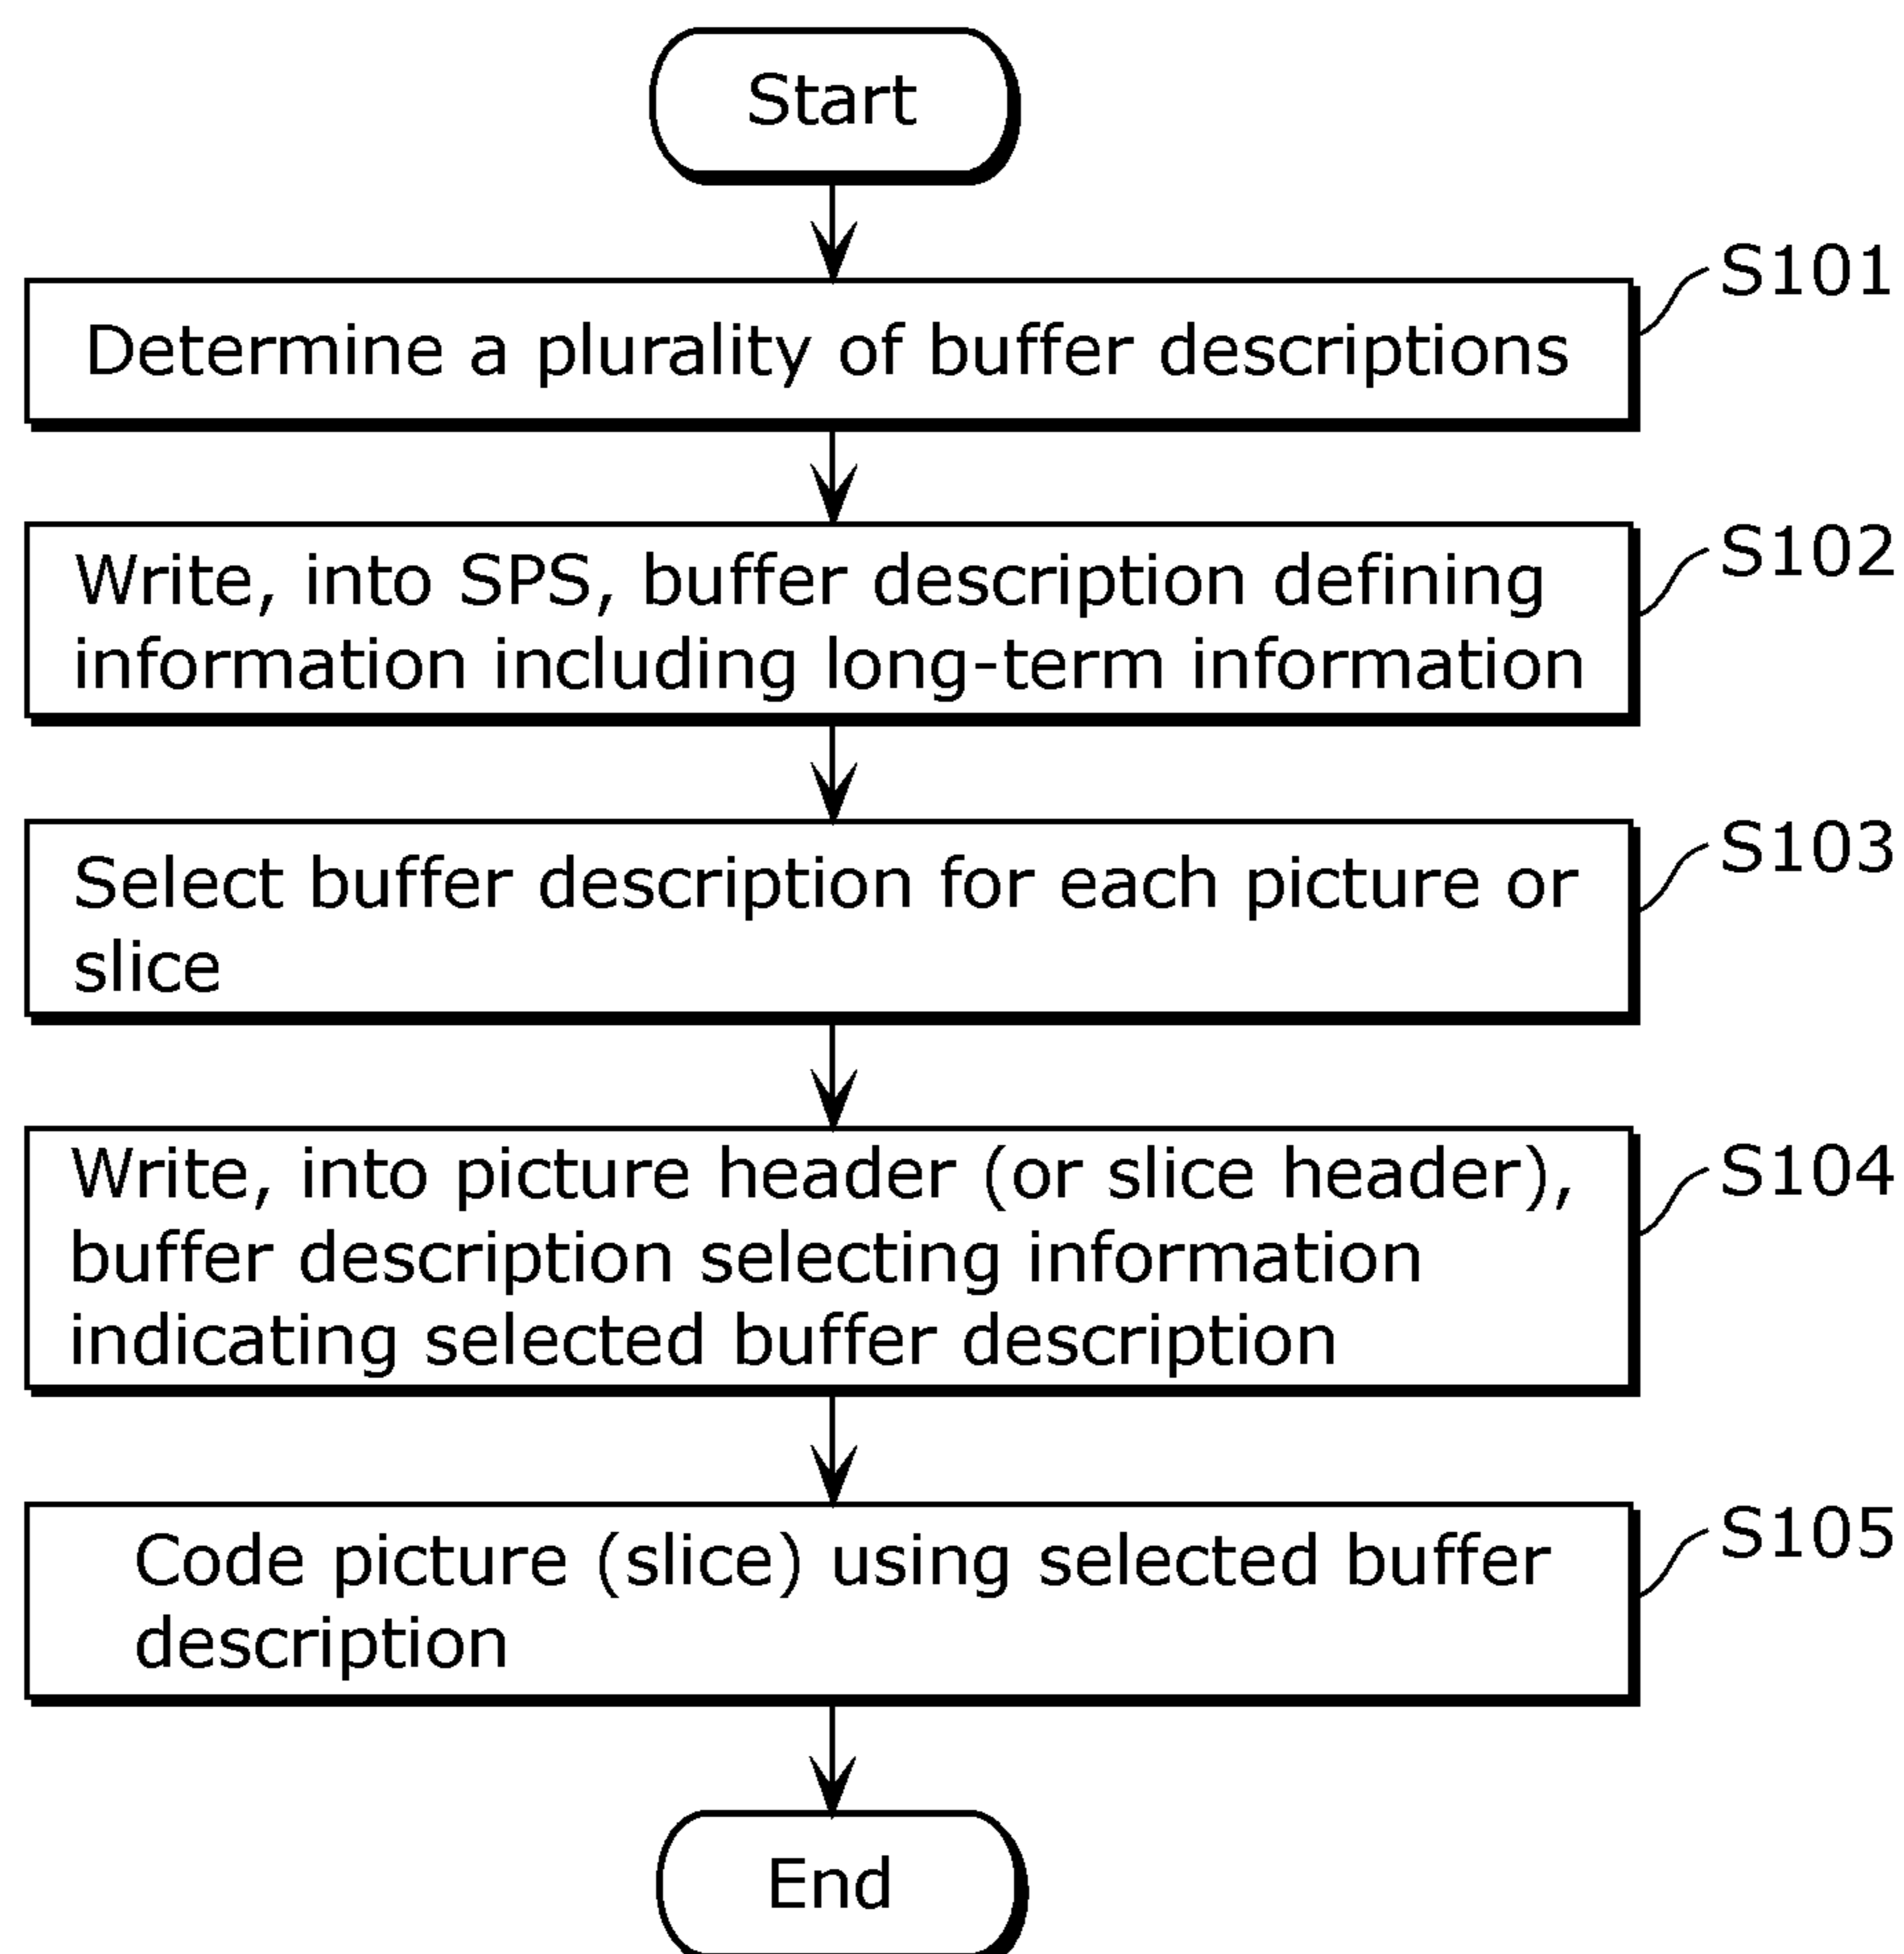 Start
S101
Determine a plurality of buffer descriptions
S102
Write, into SPS, buffer description defining
information including long-term information
S103
Select buffer description for each picture or
slice
S104
Write, into picture header (or slice header),
buffer description selecting information
indicating selected buffer description
S105
Code picture (slice) using selected buffer
description
End